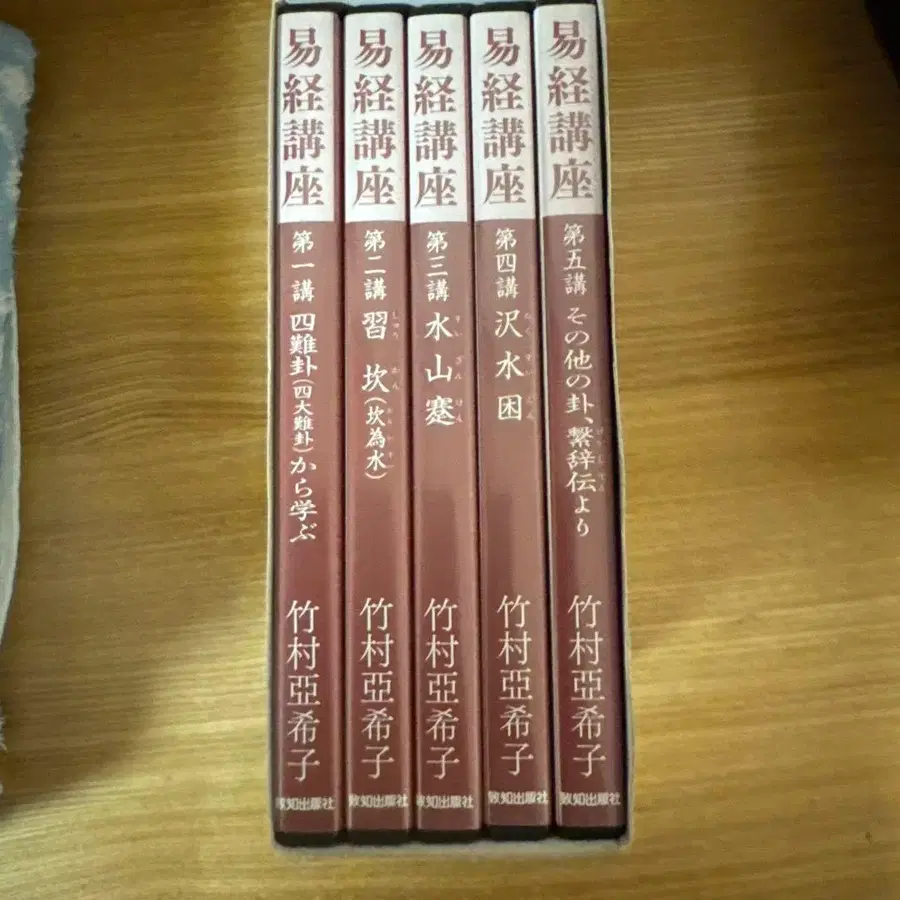 易経講座 第一講 四難卦(四大難卦)から学ぶ 竹村亞希子 致知出版社
易経講座 第二講 習坎(坎為水) 竹村亞希子 致知出版社
易経講座 第三講 水山蹇 竹村亞希子 致知出版社
易経講座 第四講 沢水困 竹村亞希子 致知出版社
易経講座 第五講 その他の卦、繫辞伝より 竹村亞希子 致知出版社